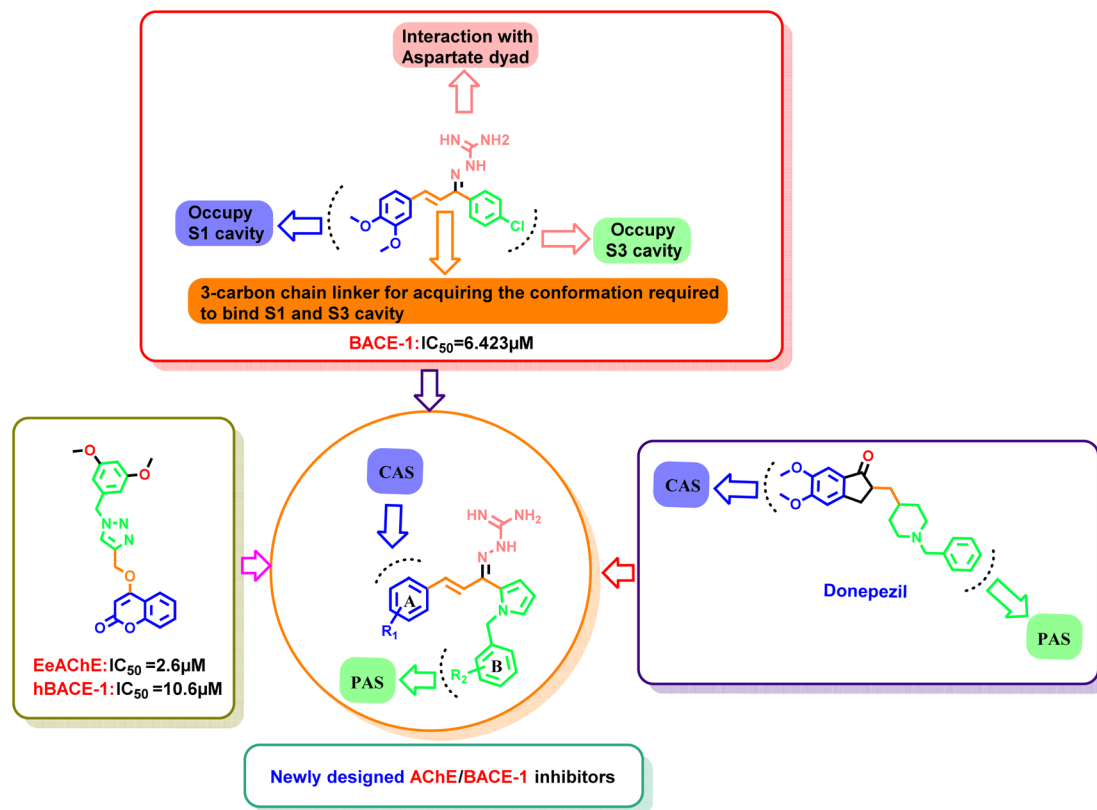 Interaction with
Aspartate dyad
HN
NH2
NH
N
O
O
Cl
Occupy
S1 cavity
Occupy
S3 cavity
3-carbon chain linker for acquiring the conformation required
to bind S1 and S3 cavity
BACE-1:IC50=6.423μM
O
O
N
N
N
O
O
O
EeAChE:IC50 =2.6μM
hBACE-1:IC50 =10.6μM
CAS
HN
NH2
N
NH
A
R1
N
B
R2
PAS
CAS
O
O
O
N
Donepezil
PAS
Newly designed AChE/BACE-1 inhibitors